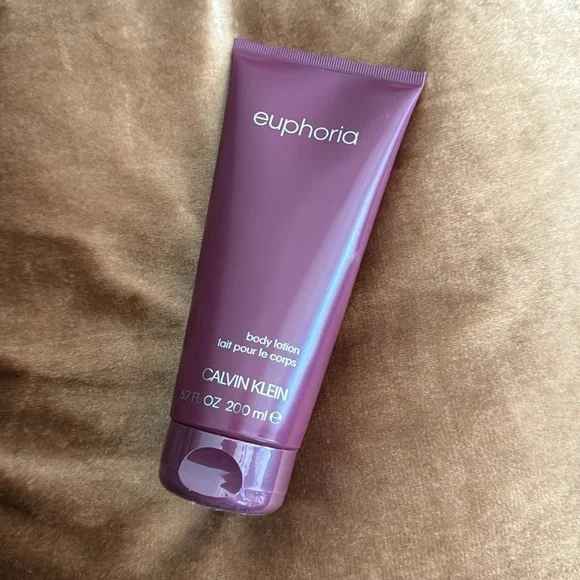 euphoria
body lotion
lait pour le corps
CALVIN KLEIN
6.7 FL. OZ 200 ml ℮